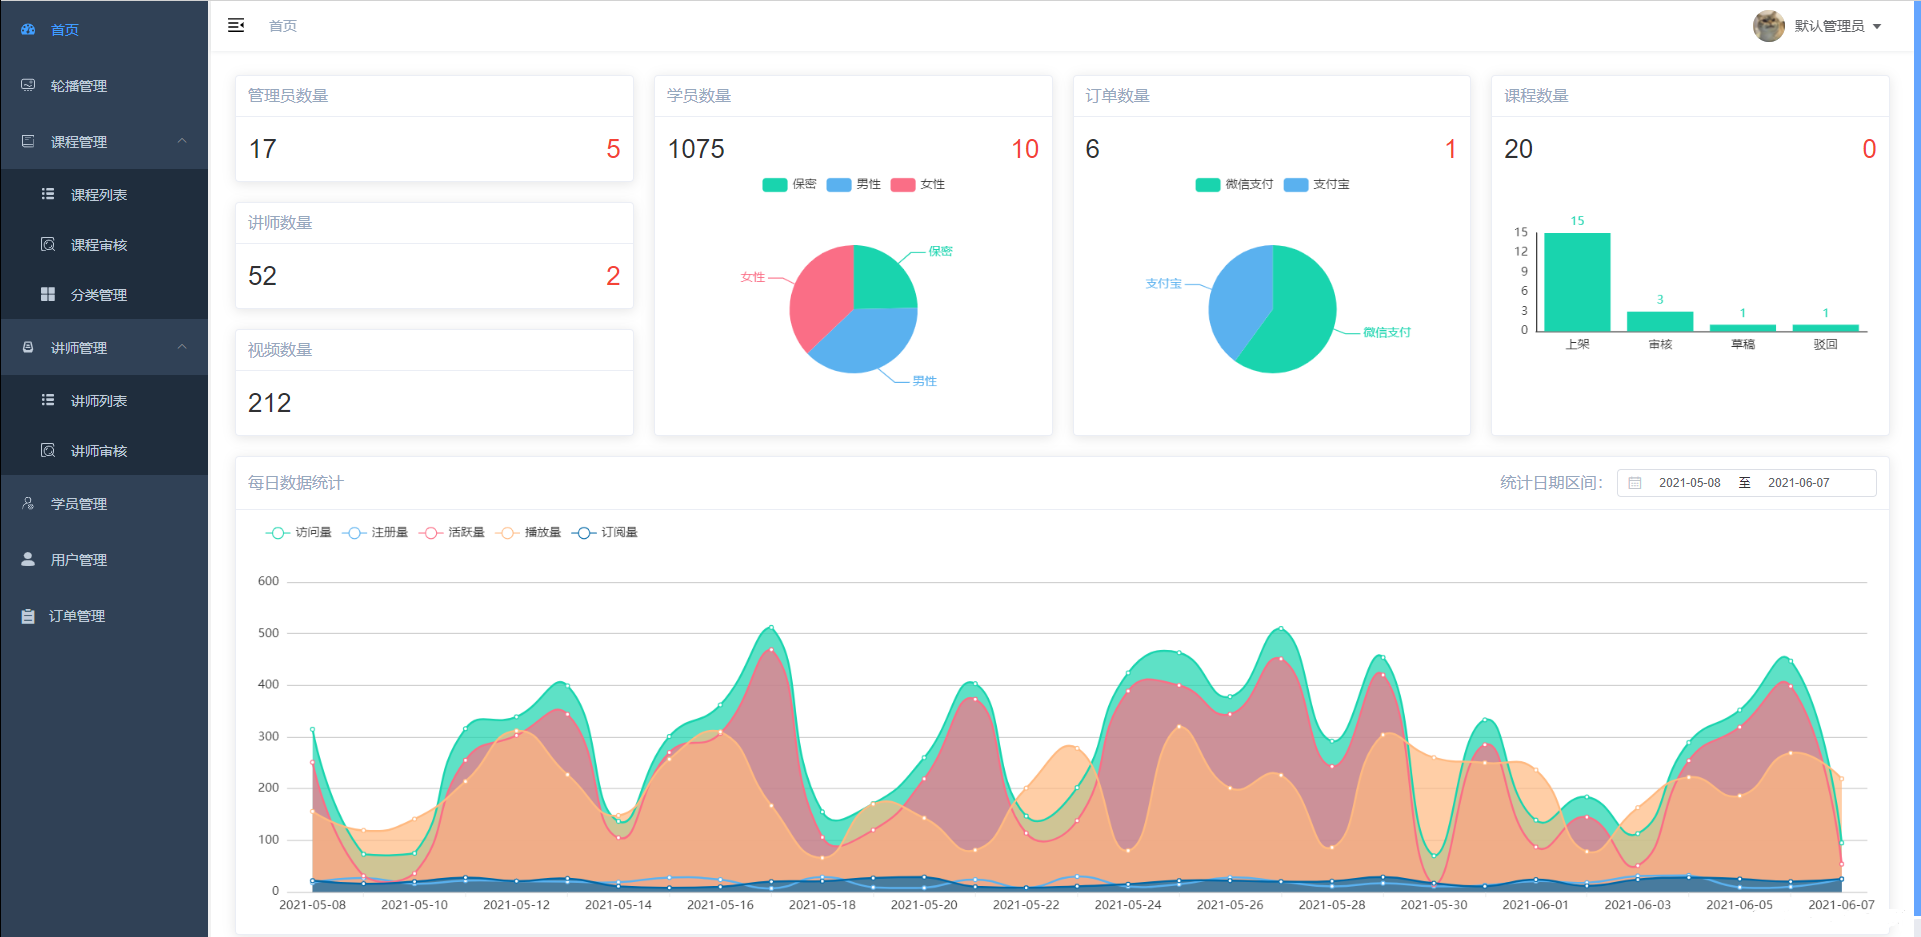 首页
轮播管理
课程管理
课程列表
课程审核
分类管理
讲师管理
讲师列表
讲师审核
学员管理
用户管理
订单管理
首页
默认管理员
管理员数量
17 5
讲师数量
52 2
视频数量
212
学员数量
1075 10
保密 男性 女性
保密
女性
男性
订单数量
6 1
微信支付 支付宝
支付宝
微信支付
课程数量
20 0
15
15
12
9
6
3
0
3
1
1
上架 审核 草稿 驳回
每日数据统计
统计日期区间： 2021-05-08 至 2021-06-07
访问量 注册量 活跃量 播放量 订阅量
600
500
400
300
200
100
0
2021-05-08 2021-05-10 2021-05-12 2021-05-14 2021-05-16 2021-05-18 2021-05-20 2021-05-22 2021-05-24 2021-05-26 2021-05-28 2021-05-30 2021-06-01 2021-06-03 2021-06-05 2021-06-07